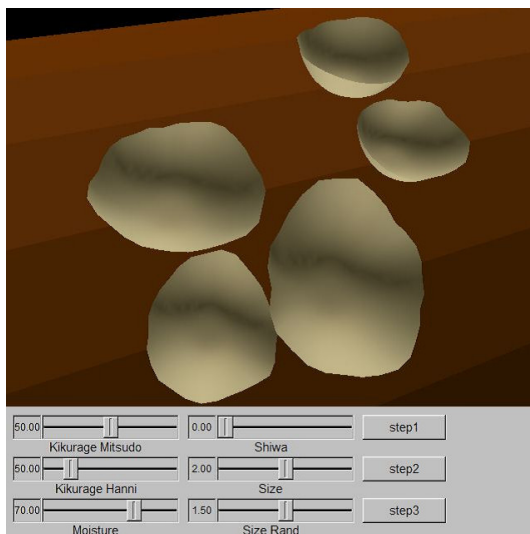 50.00 0.00 step1
Kikurage Mitsudo Shiwa
50.00 2.00 step2
Kikurage Hanni Size
70.00 1.50 step3
Moisture Size Rand